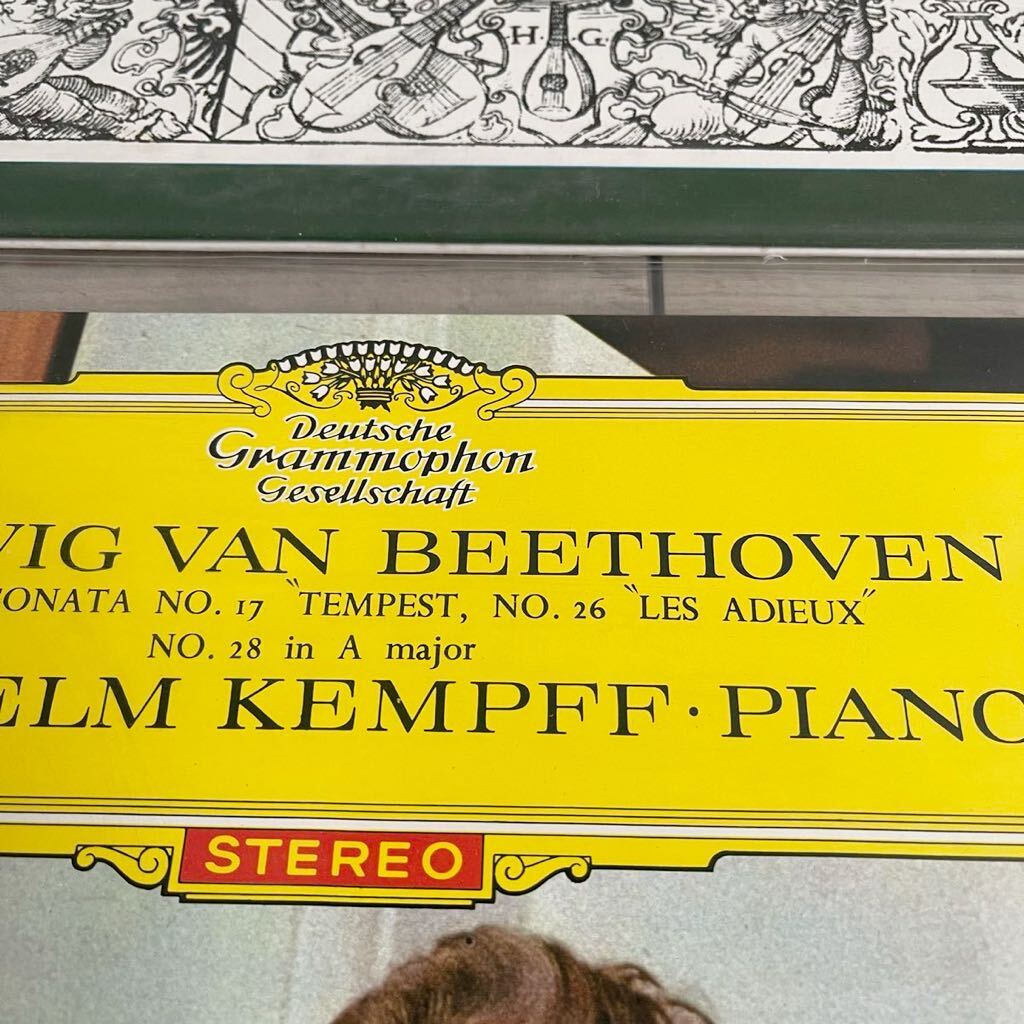 H. G.
Deutsche
Grammophon
Gesellschaft
VIG VAN BEETHOVEN
SONATA NO. 17 "TEMPEST, NO. 26 "LES ADIEUX"
NO. 28 in A major
ELM KEMPFF · PIANO
STEREO